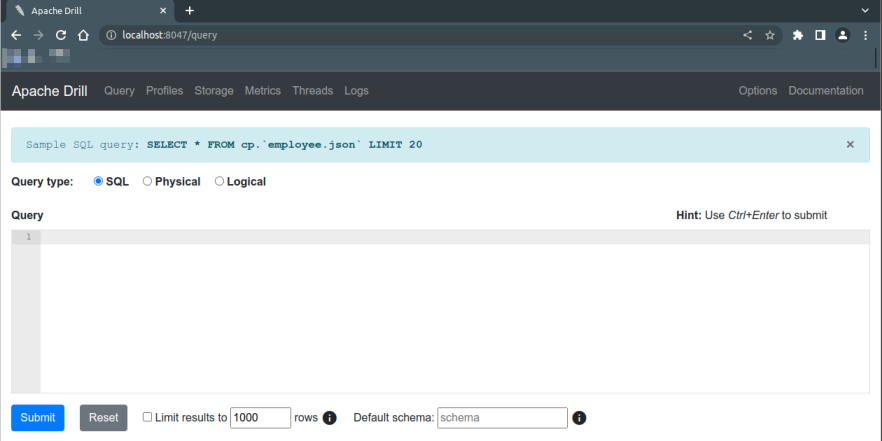 Apache Drill
localhost:8047/query
Apache Drill Query Profiles Storage Metrics Threads Logs Options Documentation
Sample SQL query: SELECT * FROM cp.`employee.json` LIMIT 20
Query type: SQL Physical Logical
Query Hint: Use Ctrl+Enter to submit
1
Submit Reset Limit results to 1000 rows Default schema: schema